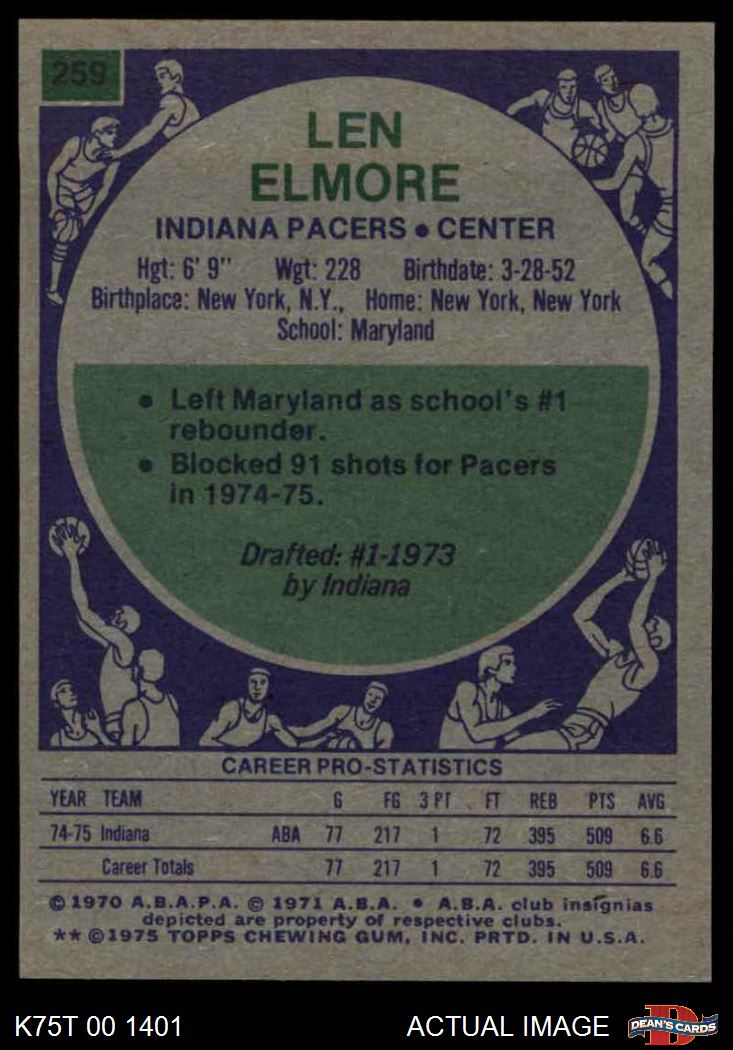 259
LEN
ELMORE
INDIANA PACERS • CENTER
Hgt: 6' 9" Wgt: 228 Birthdate: 3-28-52
Birthplace: New York, N.Y., Home: New York, New York
School: Maryland
• Left Maryland as school's #1
rebounder.
• Blocked 91 shots for Pacers
in 1974-75.
Drafted: #1-1973
by Indiana
CAREER PRO-STATISTICS
YEAR TEAM G FG 3 PT FT REB PTS AVG
74-75 Indiana ABA 77 217 1 72 395 509 6.6
Career Totals 77 217 1 72 395 509 6.6
© 1970 A.B.A.P.A. © 1971 A.B.A. • A.B.A. club insignias
depicted are property of respective clubs.
** ©1975 TOPPS CHEWING GUM, INC. PRTD. IN U.S.A.
K75T 00 1401 ACTUAL IMAGE D DEAN'S CARDS